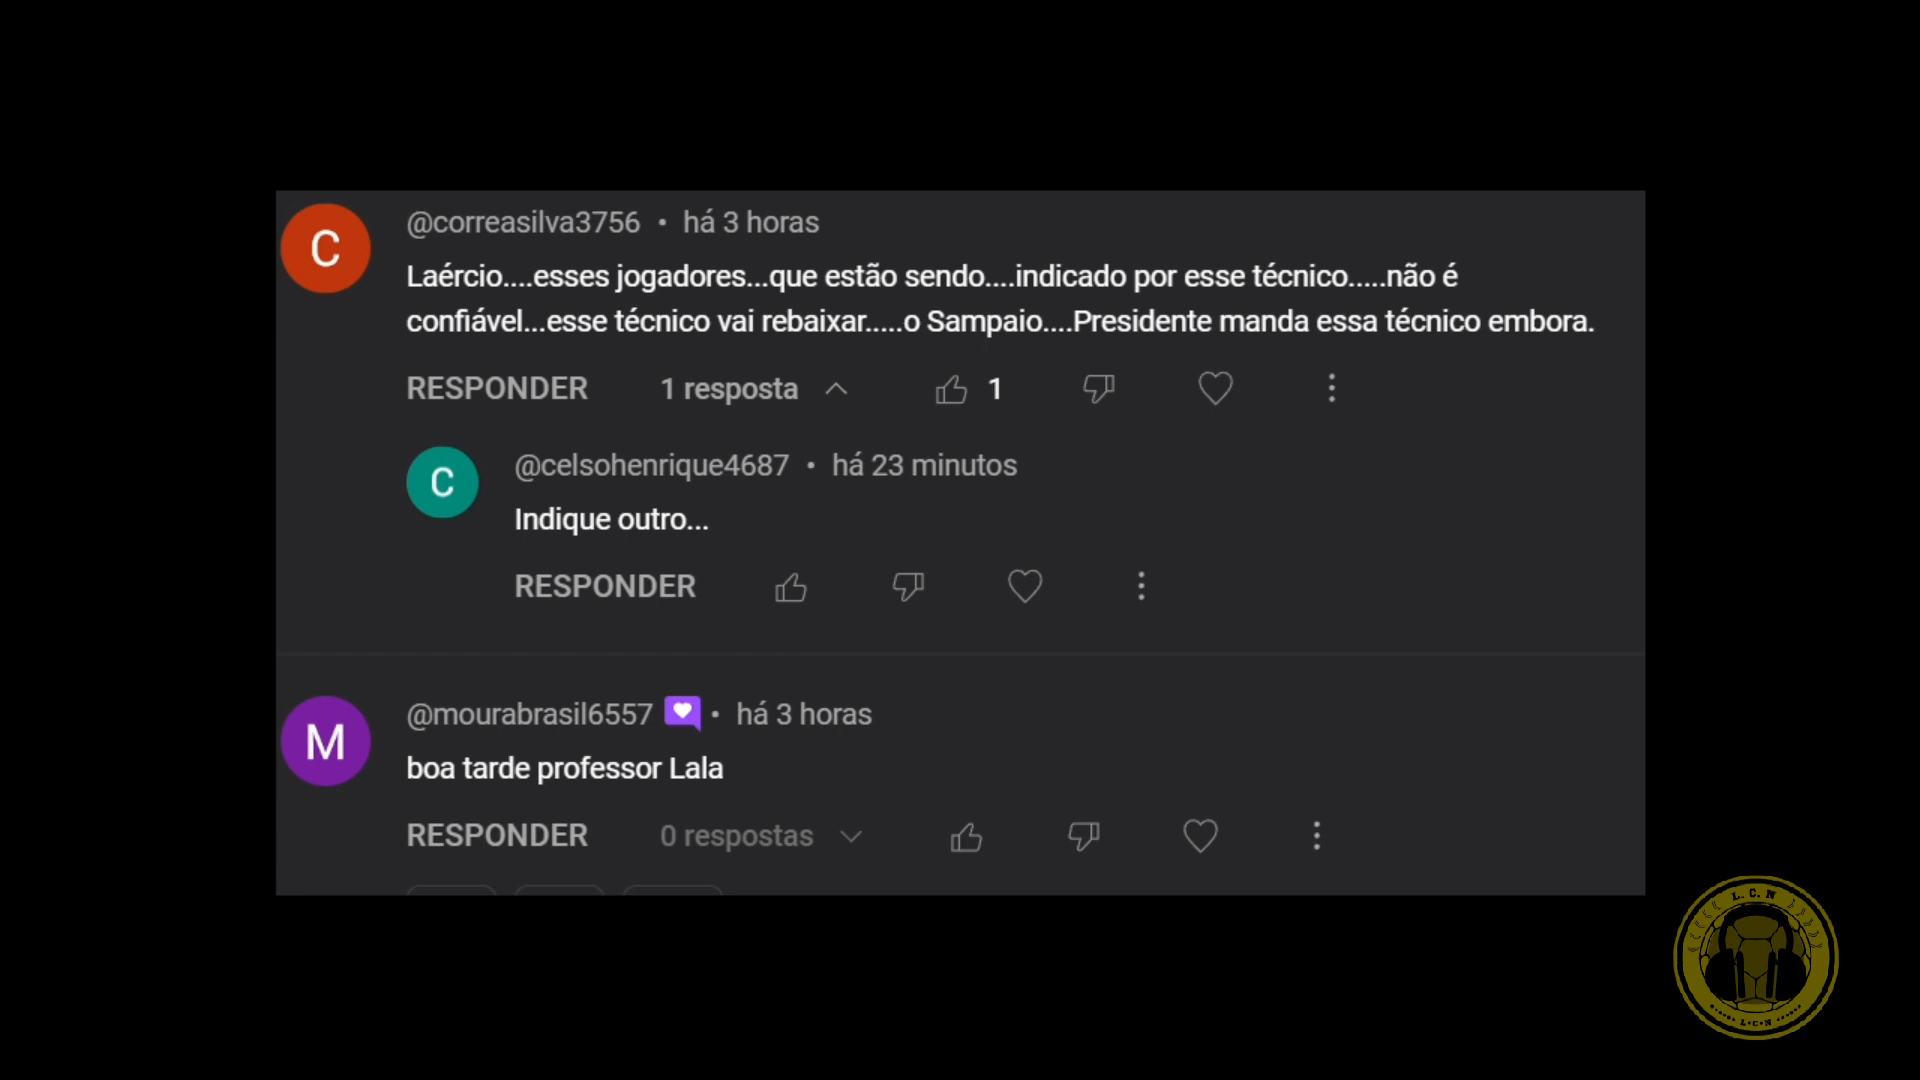 C
@correasilva3756 • há 3 horas
Laércio....esses jogadores...que estão sendo....indicado por esse técnico.....não é
confiável...esse técnico vai rebaixar.....o Sampaio....Presidente manda essa técnico embora.
RESPONDER 1 resposta 1
C
@celsohenrique4687 • há 23 minutos
Indique outro...
RESPONDER
M
@mourabrasil6557 • há 3 horas
boa tarde professor Lala
RESPONDER 0 respostas
L. C. N
L•C•N